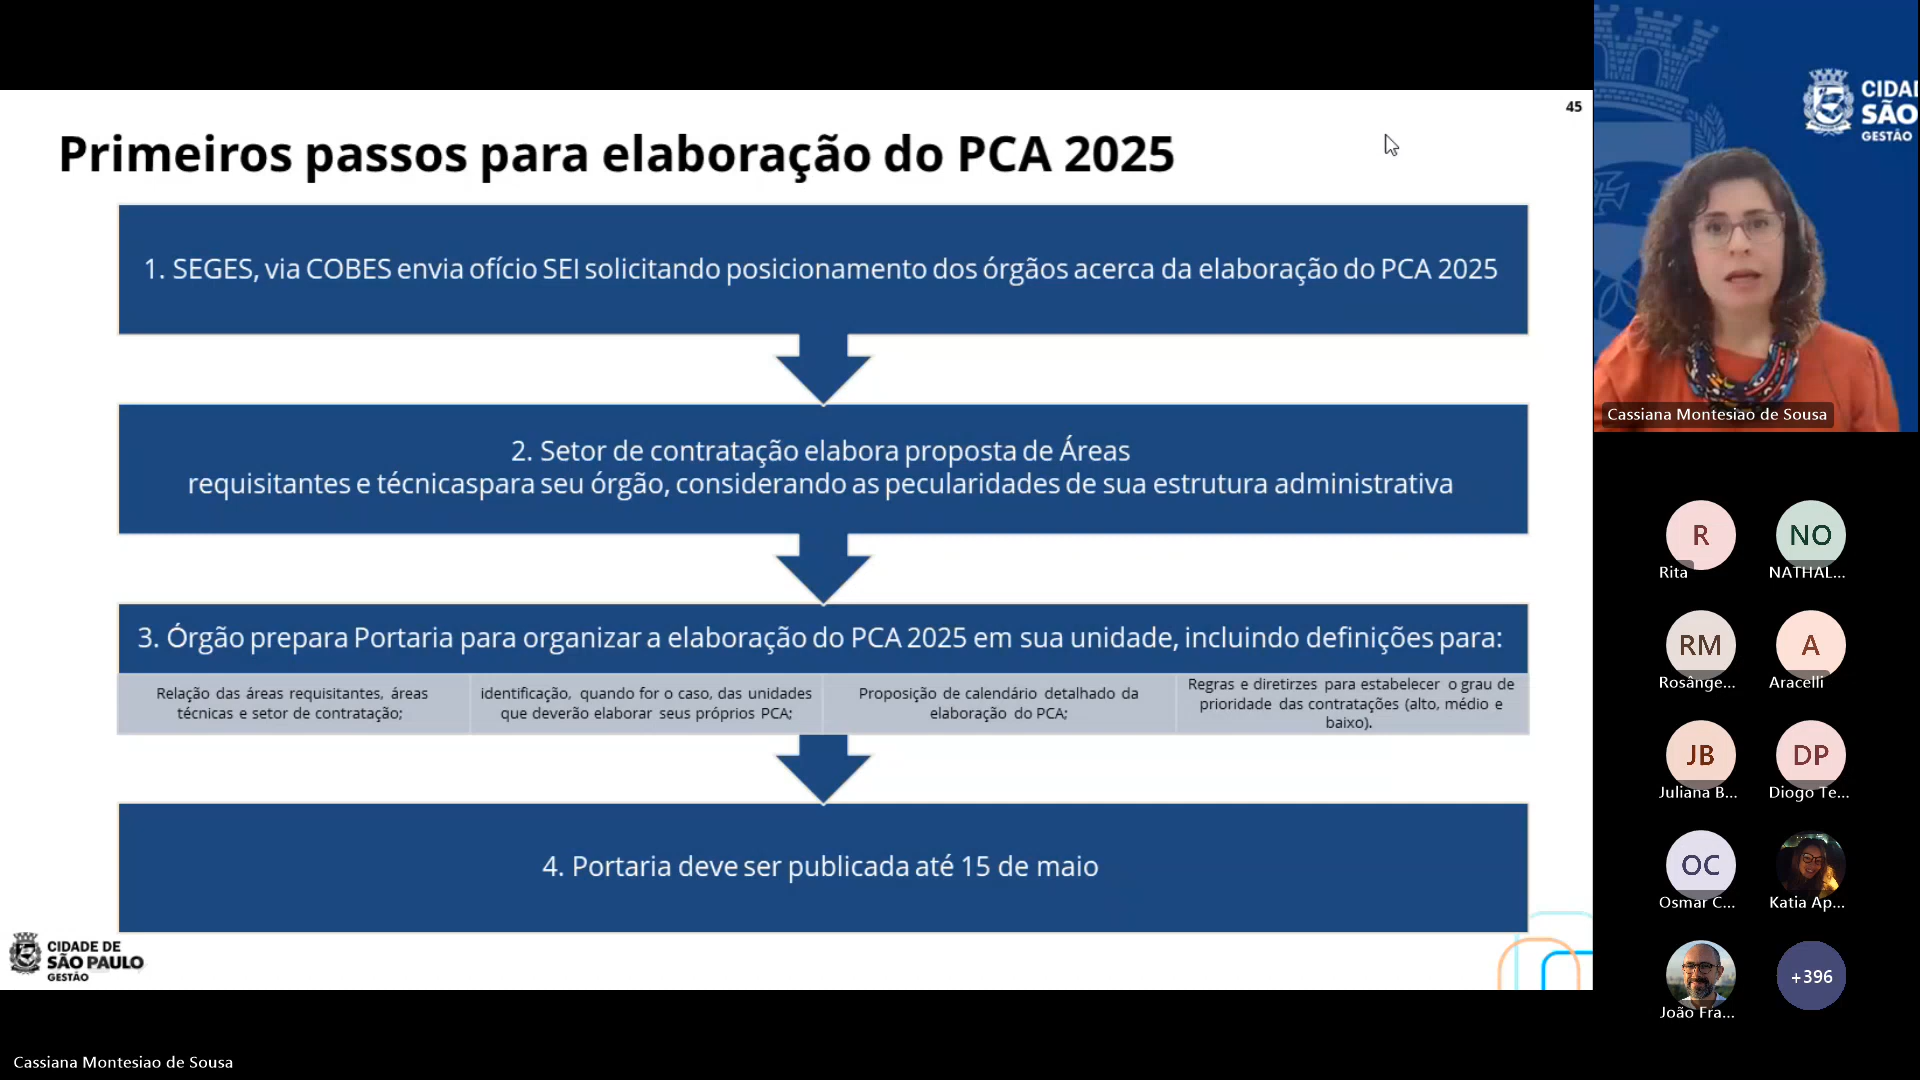 45
Primeiros passos para elaboração do PCA 2025
1. SEGES, via COBES envia ofício SEI solicitando posicionamento dos órgãos acerca da elaboração do PCA 2025
2. Setor de contratação elabora proposta de Áreas
requisitantes e técnicaspara seu órgão, considerando as pecularidades de sua estrutura administrativa
3. Órgão prepara Portaria para organizar a elaboração do PCA 2025 em sua unidade, incluindo definições para:
Relação das áreas requisitantes, áreas
técnicas e setor de contratação;
identificação, quando for o caso, das unidades
que deverão elaborar seus próprios PCA;
Proposição de calendário detalhado da
elaboração do PCA;
Regras e diretirzes para estabelecer o grau de
prioridade das contratações (alto, médio e
baixo).
4. Portaria deve ser publicada até 15 de maio
CIDADE DE
SÃO PAULO
GESTÃO
CIDAI
SÃO
GESTÃO
Cassiana Montesiao de Sousa
R
Rita
NO
NATHAL...
RM
Rosânge...
A
Aracelli
JB
Juliana B...
DP
Diogo Te...
OC
Osmar C...
Katia Ap...
João Fra...
+396
Cassiana Montesiao de Sousa